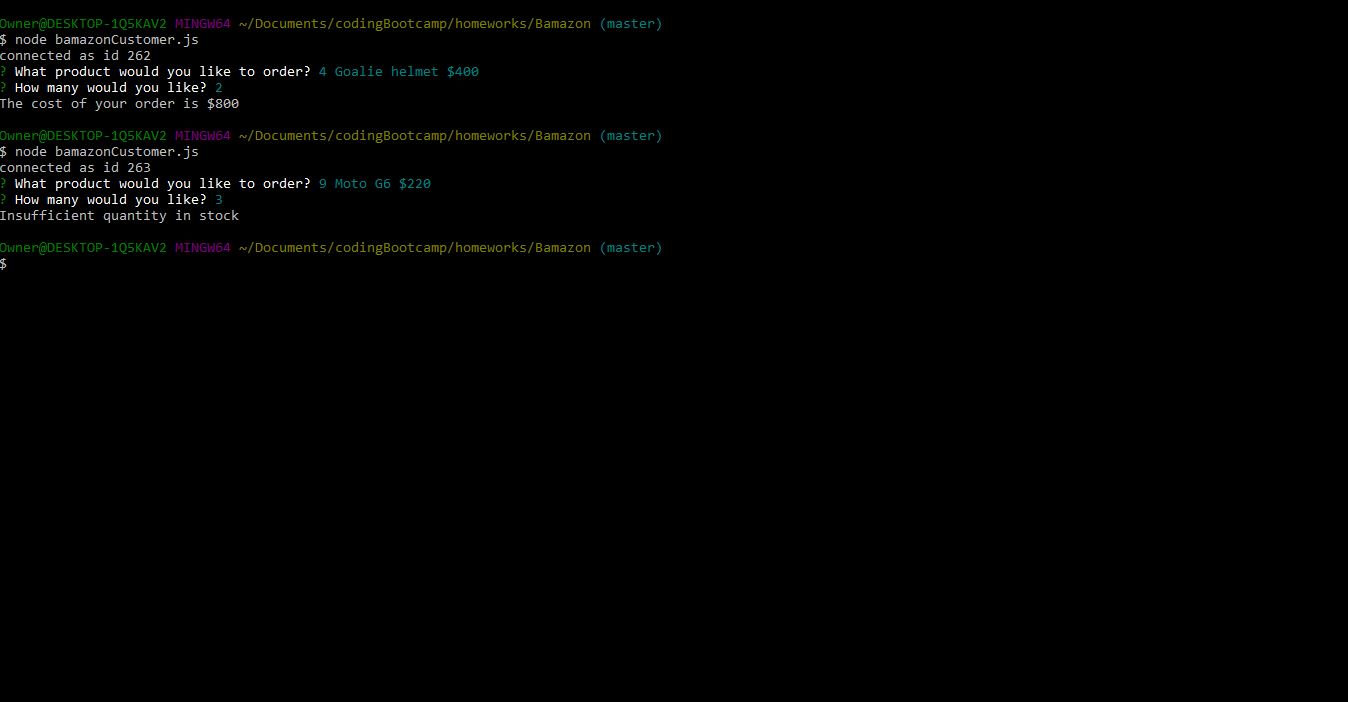 Owner@DESKTOP-1Q5KAV2 MINGW64 ~/Documents/codingBootcamp/homeworks/Bamazon (master)
$ node bamazonCustomer.js
connected as id 262
? What product would you like to order? 4 Goalie helmet $400
? How many would you like? 2
The cost of your order is $800
Owner@DESKTOP-1Q5KAV2 MINGW64 ~/Documents/codingBootcamp/homeworks/Bamazon (master)
$ node bamazonCustomer.js
connected as id 263
? What product would you like to order? 9 Moto G6 $220
? How many would you like? 3
Insufficient quantity in stock
Owner@DESKTOP-1Q5KAV2 MINGW64 ~/Documents/codingBootcamp/homeworks/Bamazon (master)
$